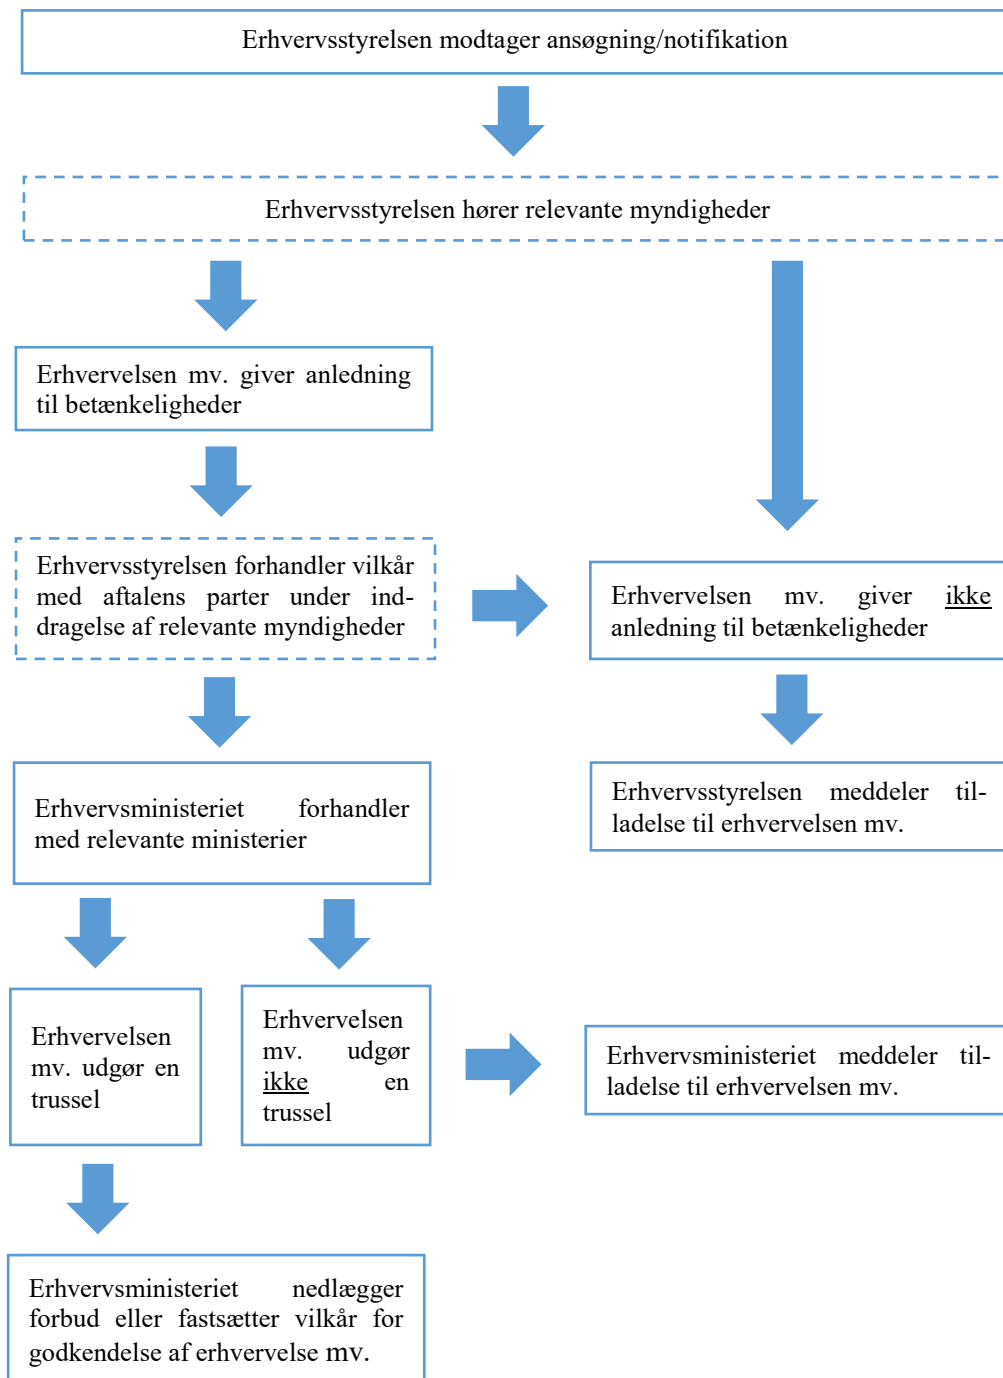 Erhvervsstyrelsen modtager ansøgning/notifikation
Erhvervsstyrelsen hører relevante myndigheder
Erhvervelsen mv. giver anledning
til betænkeligheder
Erhvervsstyrelsen forhandler vilkår
med aftalens parter under ind-
dragelse af relevante myndigheder
Erhvervelsen mv. giver ikke
anledning til betænkeligheder
Erhvervsministeriet forhandler
med relevante ministerier
Erhvervsstyrelsen meddeler til-
ladelse til erhvervelsen mv.
Erhvervelsen
mv. udgør en
trussel
Erhvervelsen
mv. udgør
ikke en
trussel
Erhvervsministeriet meddeler til-
ladelse til erhvervelsen mv.
Erhvervsministeriet nedlægger
forbud eller fastsætter vilkår for
godkendelse af erhvervelse mv.